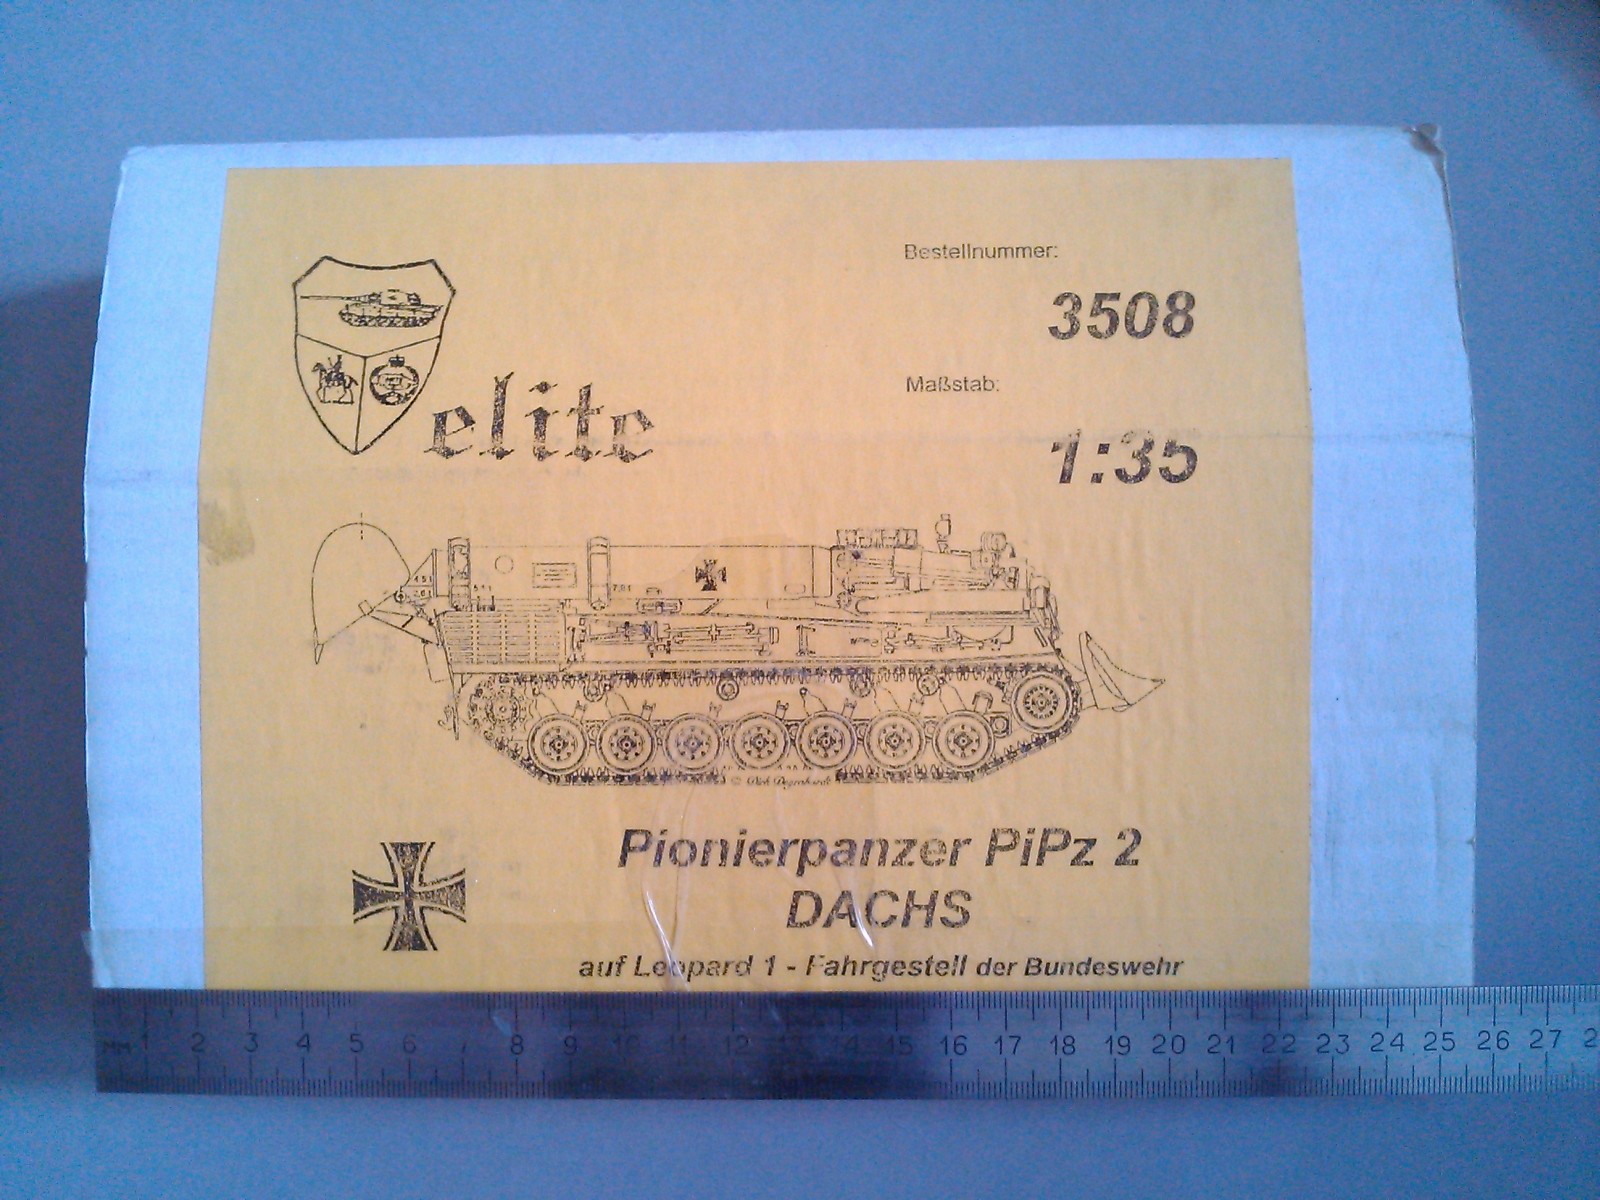 Bestellnummer:
3508
Maßstab:
elite
1:35
Pionierpanzer PiPz 2
DACHS
auf Leopard 1 - Fahrgestell der Bundeswehr
MM 1 2 3 4 5 6 7 8 9 10 11 12 13 14 15 16 17 18 19 20 21 22 23 24 25 26 27 2